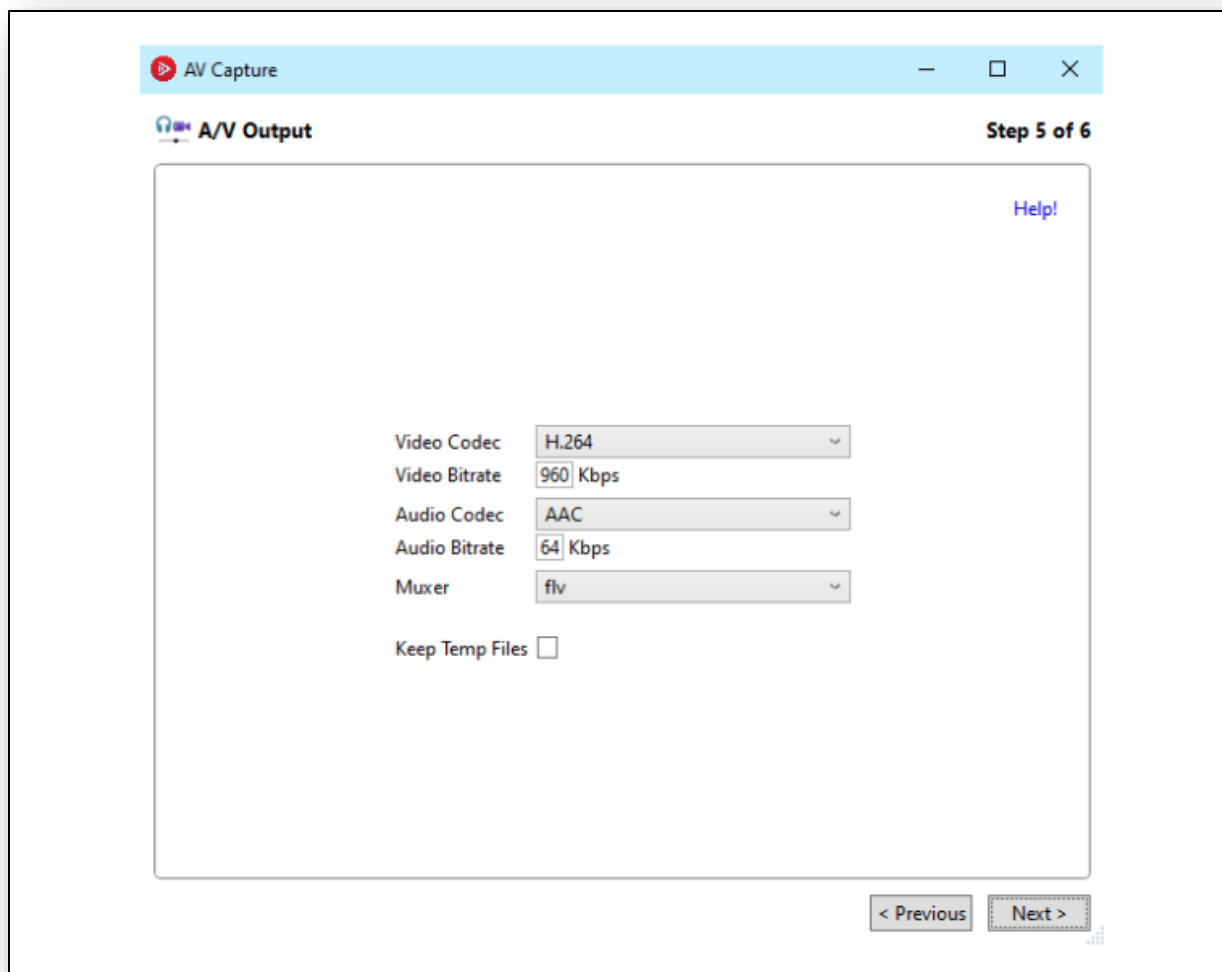 AV Capture
A/V Output
Step 5 of 6
Help!
Video Codec H.264
Video Bitrate 960 Kbps
Audio Codec AAC
Audio Bitrate 64 Kbps
Muxer flv
Keep Temp Files
< Previous Next >